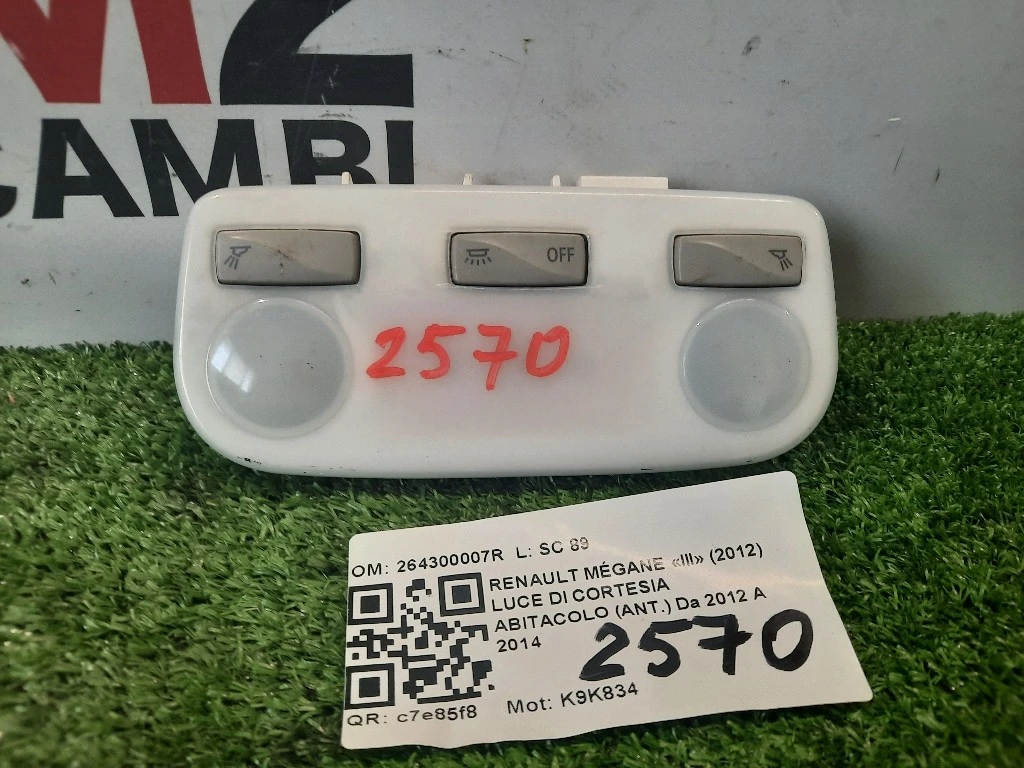 CAMBI
OFF
2570
OM: 264300007R L: SC 89
RENAULT MÉGANE «III» (2012)
LUCE DI CORTESIA
ABITACOLO (ANT.) Da 2012 A
2014
2570
QR: c7e85f8
Mot: K9K834